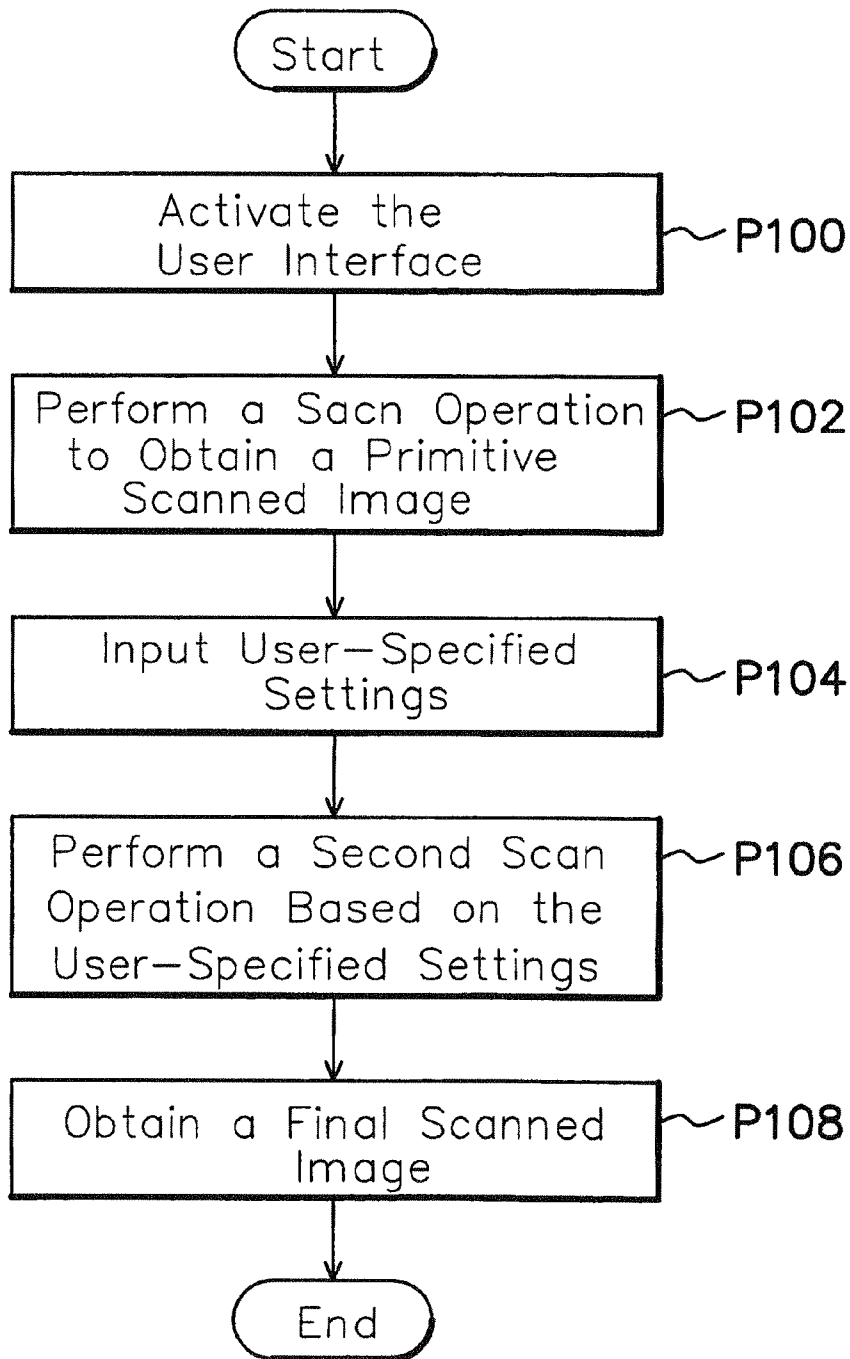 Start
Activate the
User Interface
P100
Perform a Sacn Operation
to Obtain a Primitive
Scanned Image
P102
Input User-Specified
Settings
P104
Perform a Second Scan
Operation Based on the
User-Specified Settings
P106
Obtain a Final Scanned
Image
P108
End